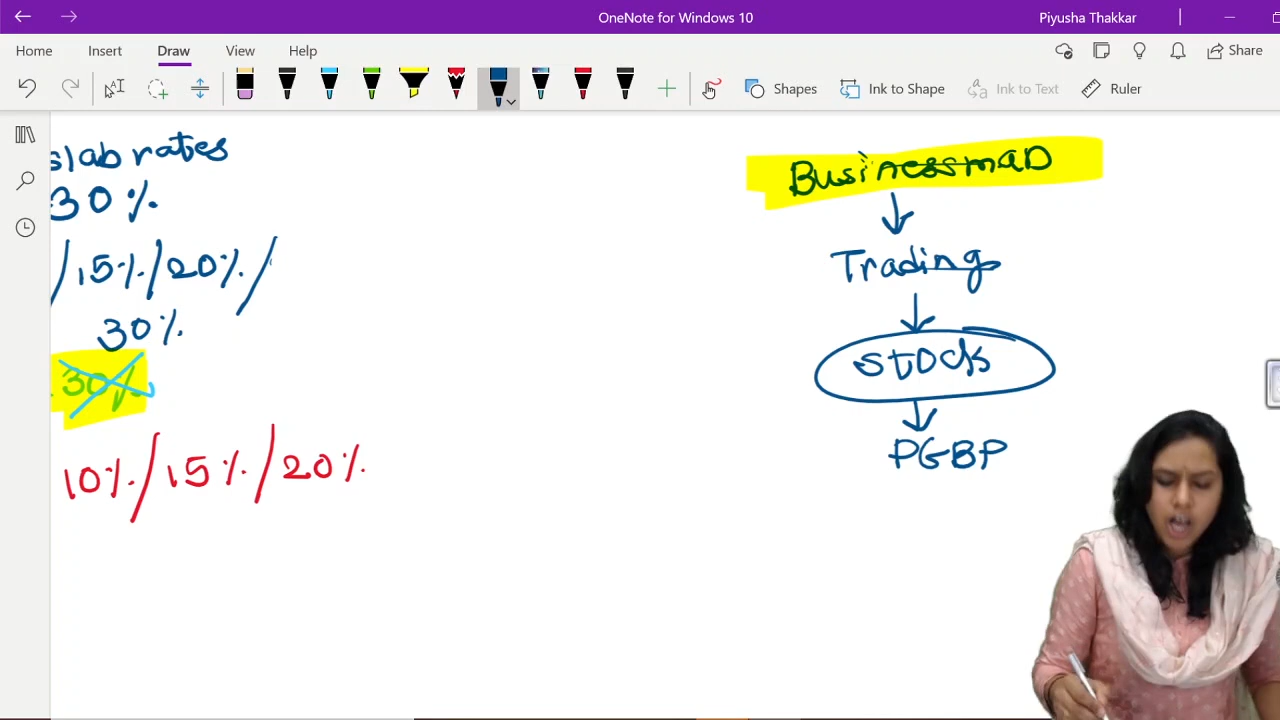 OneNote for Windows 10
Piyusha Thakkar
Home Insert Draw View Help
Share
Shapes Ink to Shape Ink to Text Ruler
slab rates
30%
/15%/20%/
30%
30%
10%/15%/20%
Businessman
Trading
Stock
PGBP